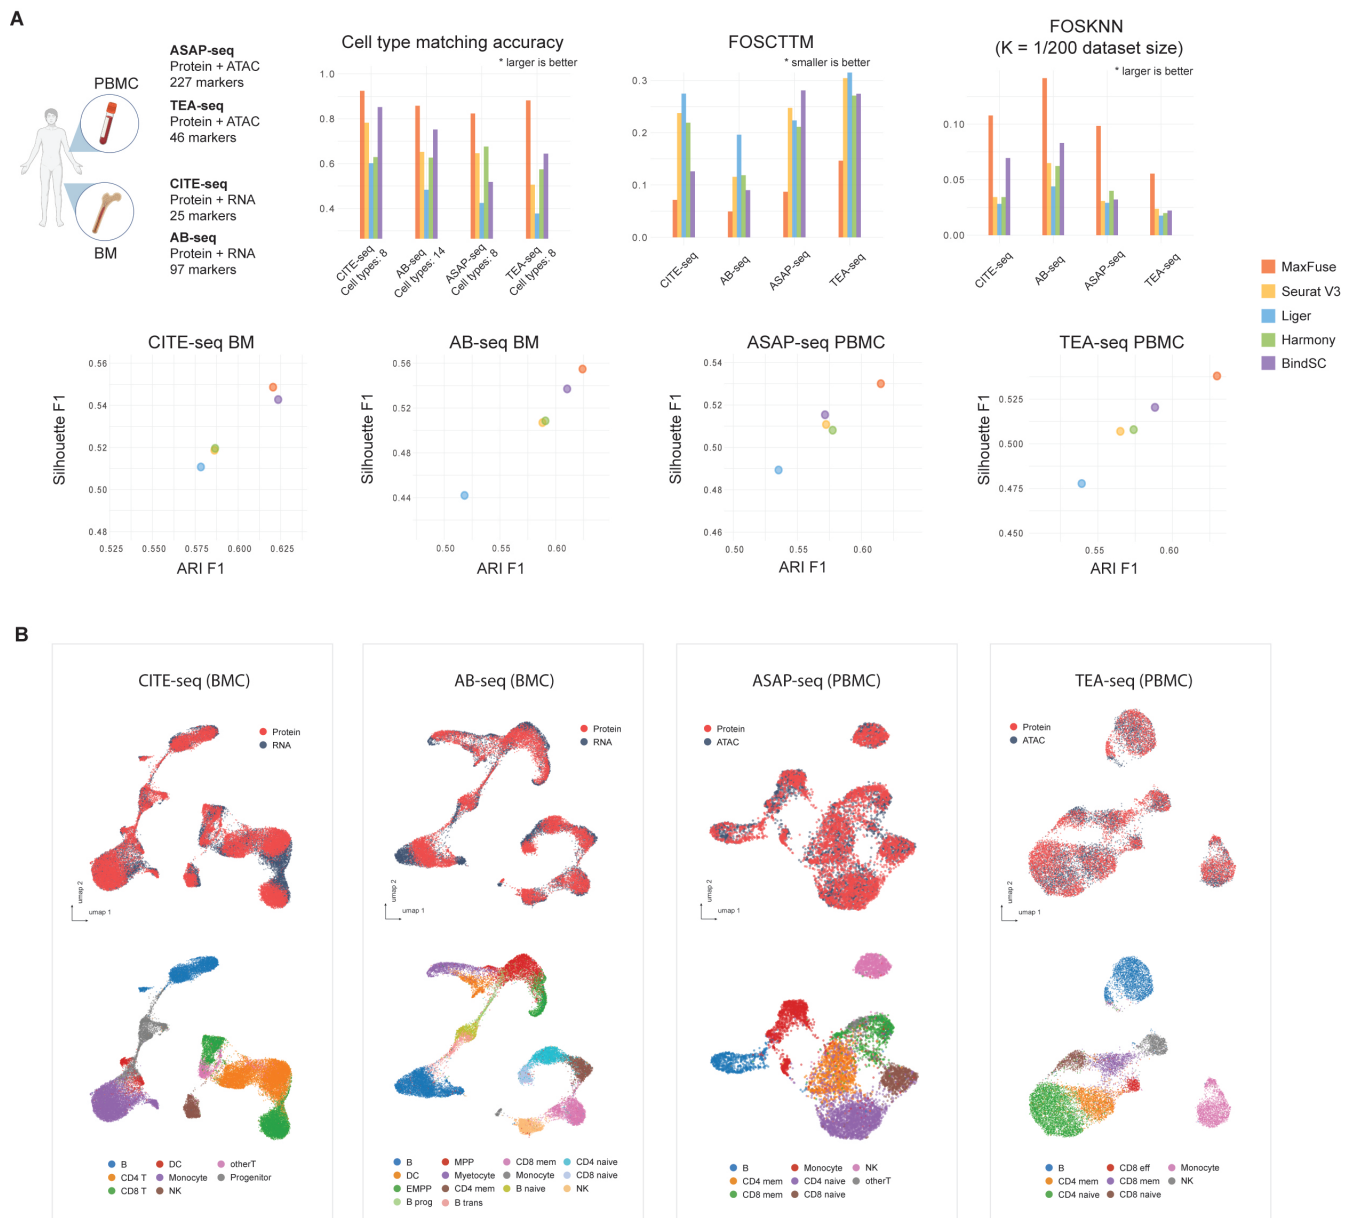 A
PBMC
BM
ASAP-seq
Protein + ATAC
227 markers
TEA-seq
Protein + ATAC
46 markers
CITE-seq
Protein + RNA
25 markers
AB-seq
Protein + RNA
97 markers
Cell type matching accuracy
* larger is better
1.0
0.8
0.6
0.4
CITE-seq
Cell types: 8
AB-seq
Cell types: 14
ASAP-seq
Cell types: 8
TEA-seq
Cell types: 8
FOSCTTM
* smaller is better
0.3
0.2
0.1
0.0
CITE-seq
AB-seq
ASAP-seq
TEA-seq
FOSKNN
(K = 1/200 dataset size)
* larger is better
0.10
0.05
0.00
CITE-seq
AB-seq
ASAP-seq
TEA-seq
MaxFuse
Seurat V3
Liger
Harmony
BindSC
CITE-seq BM
Silhouette F1
0.56
0.54
0.52
0.50
0.48
0.525 0.550 0.575 0.600 0.625
ARI F1
AB-seq BM
Silhouette F1
0.56
0.52
0.48
0.44
0.50 0.55 0.60
ARI F1
ASAP-seq PBMC
Silhouette F1
0.54
0.52
0.50
0.48
0.46
0.50 0.55 0.60
ARI F1
TEA-seq PBMC
Silhouette F1
0.525
0.500
0.475
0.450
0.55 0.60
ARI F1
B
CITE-seq (BMC)
Protein
RNA
umap 2
umap 1
B
CD4 T
CD8 T
DC
Monocyte
NK
otherT
Progenitor
AB-seq (BMC)
Protein
RNA
umap 2
umap 1
B
DC
EMPP
B prog
MPP
Myetocyte
CD4 mem
B trans
CD8 mem
Monocyte
B naive
CD4 naive
CD8 naive
NK
ASAP-seq (PBMC)
Protein
ATAC
umap 2
umap 1
B
CD4 mem
CD8 mem
Monocyte
CD4 naive
CD8 naive
NK
otherT
TEA-seq (PBMC)
Protein
ATAC
umap 2
umap 1
B
CD4 mem
CD4 naive
CD8 eff
CD8 mem
CD8 naive
Monocyte
NK